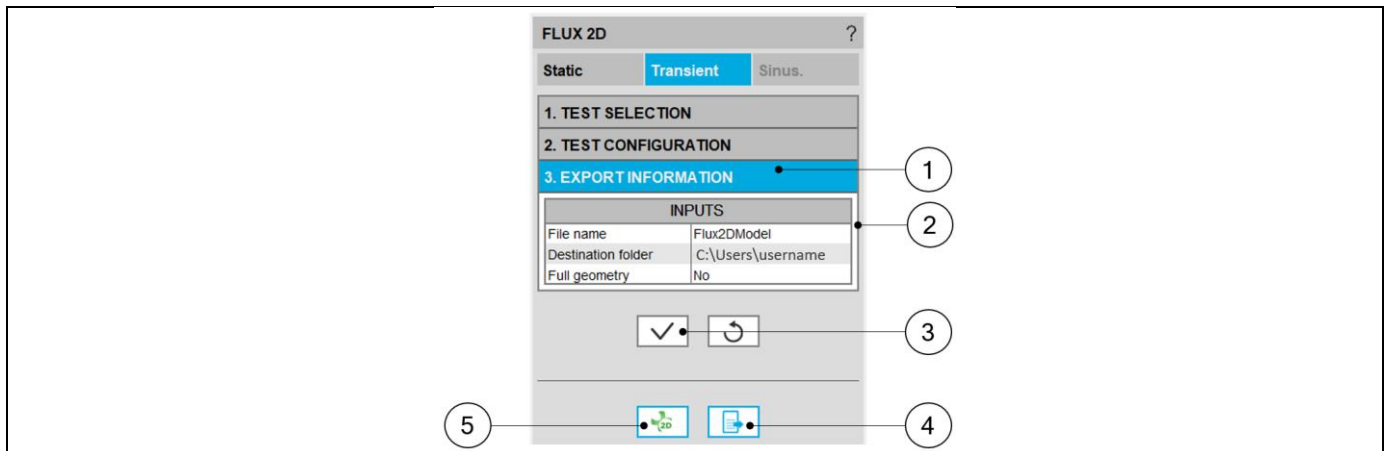 FLUX 2D ?
Static Transient Sinus.
1. TEST SELECTION
2. TEST CONFIGURATION
3. EXPORT INFORMATION
1
INPUTS
2
File name Flux2DModel
Destination folder C:\Users\username
Full geometry No
3
5
2D
4